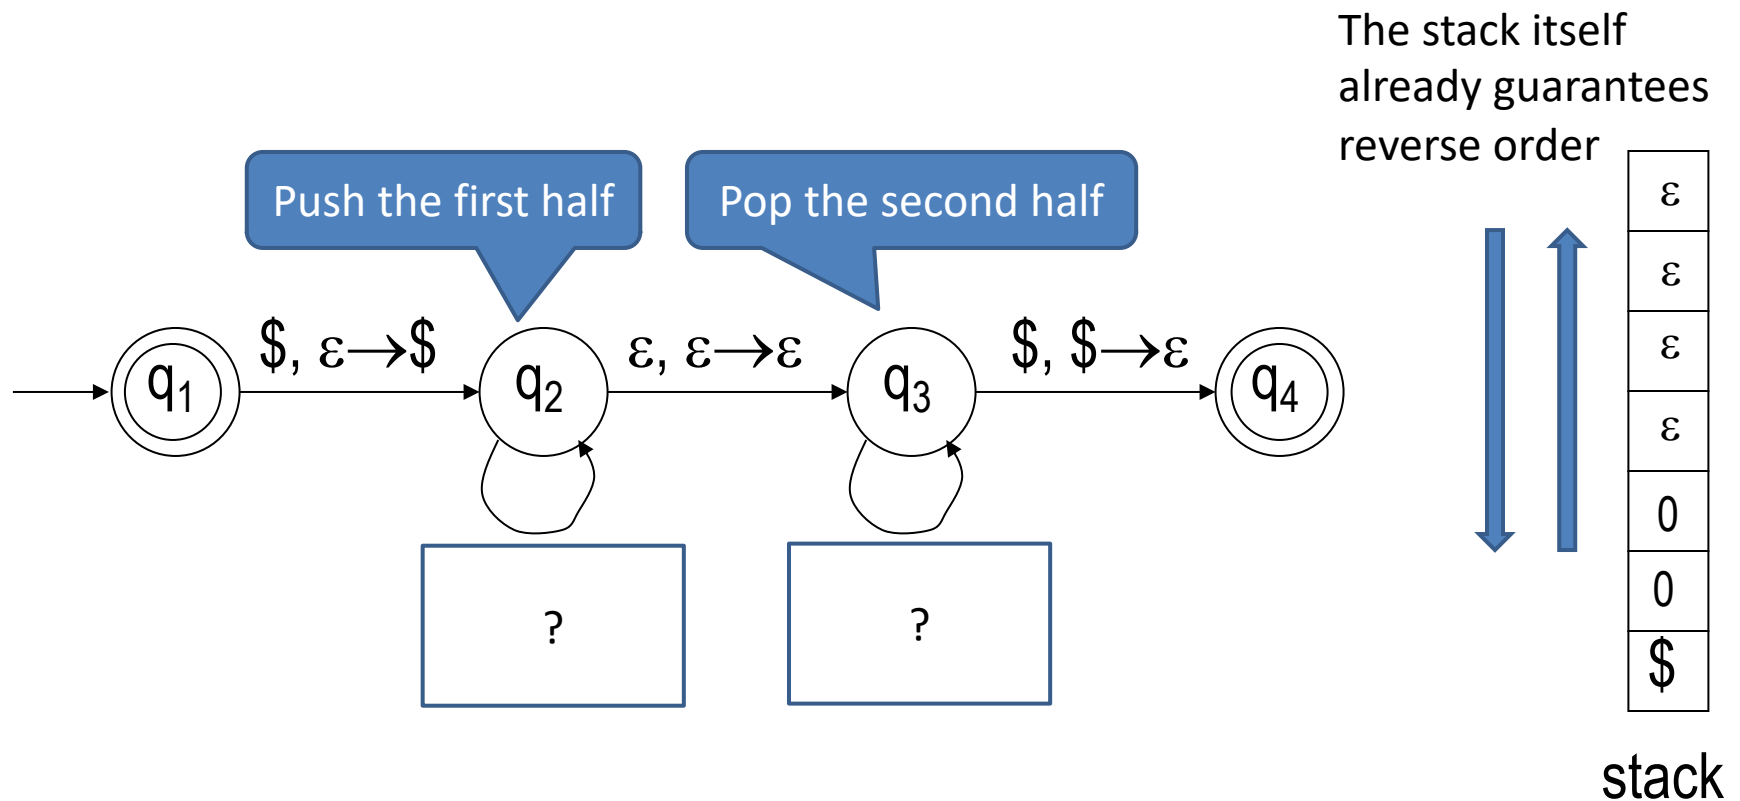 The stack itself
already guarantees
reverse order
Push the first half
Pop the second half
$, ε→$
ε, ε→ε
$, $→ε
q₁
q₂
q₃
q₄
?
?
ε
ε
ε
ε
0
0
$
stack